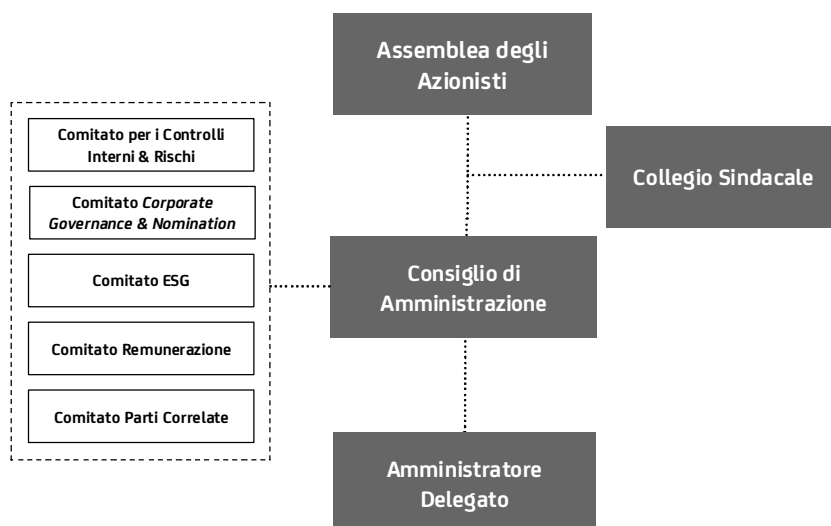 Assemblea degli
Azionisti
Comitato per i Controlli
Interni & Rischi
Comitato Corporate
Governance & Nomination
Comitato ESG
Comitato Remunerazione
Comitato Parti Correlate
Collegio Sindacale
Consiglio di
Amministrazione
Amministratore
Delegato